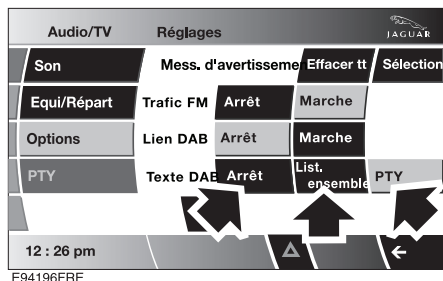 Audio/TV Réglages JAGUAR
Son Mess. d'avertissemen Effacer tt Sélection
Equi/Répart Trafic FM Arrêt Marche
Options Lien DAB Arrêt Marche
PTY Texte DAB Arrêt List. ensemble PTY
12 : 26 pm
E94196FRE